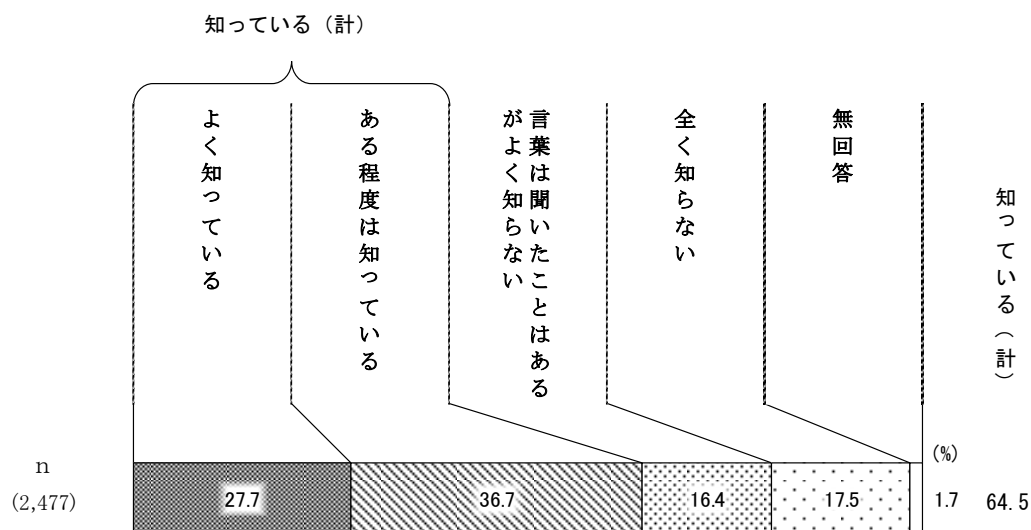 知っている（計）
よく知っている
ある程度は知っている
言葉は聞いたことはある
がよく知らない
全く知らない
無回答
知っている（計）
(%)
n
(2,477)
27.7
36.7
16.4
17.5
1.7
64.5